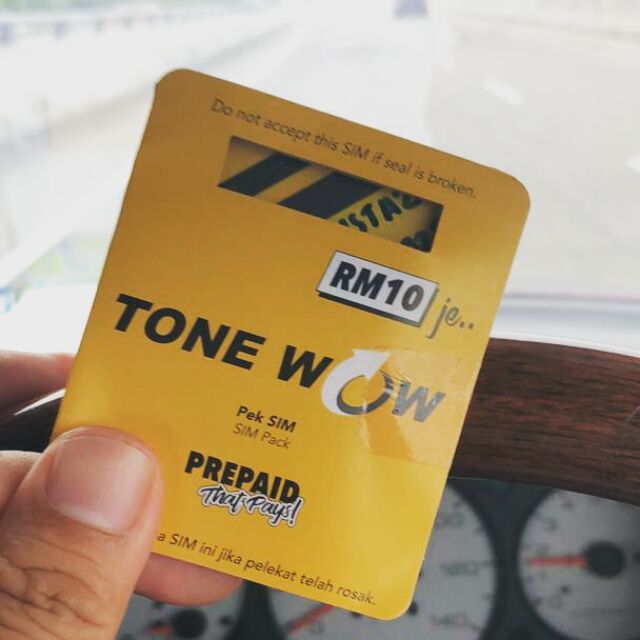 Do not accept this SIM if seal is broken.
RM10 je..
TONE WOW
Pek SIM
SIM Pack
PREPAID
That Pays!
a SIM ini jika pelekat telah rosak.